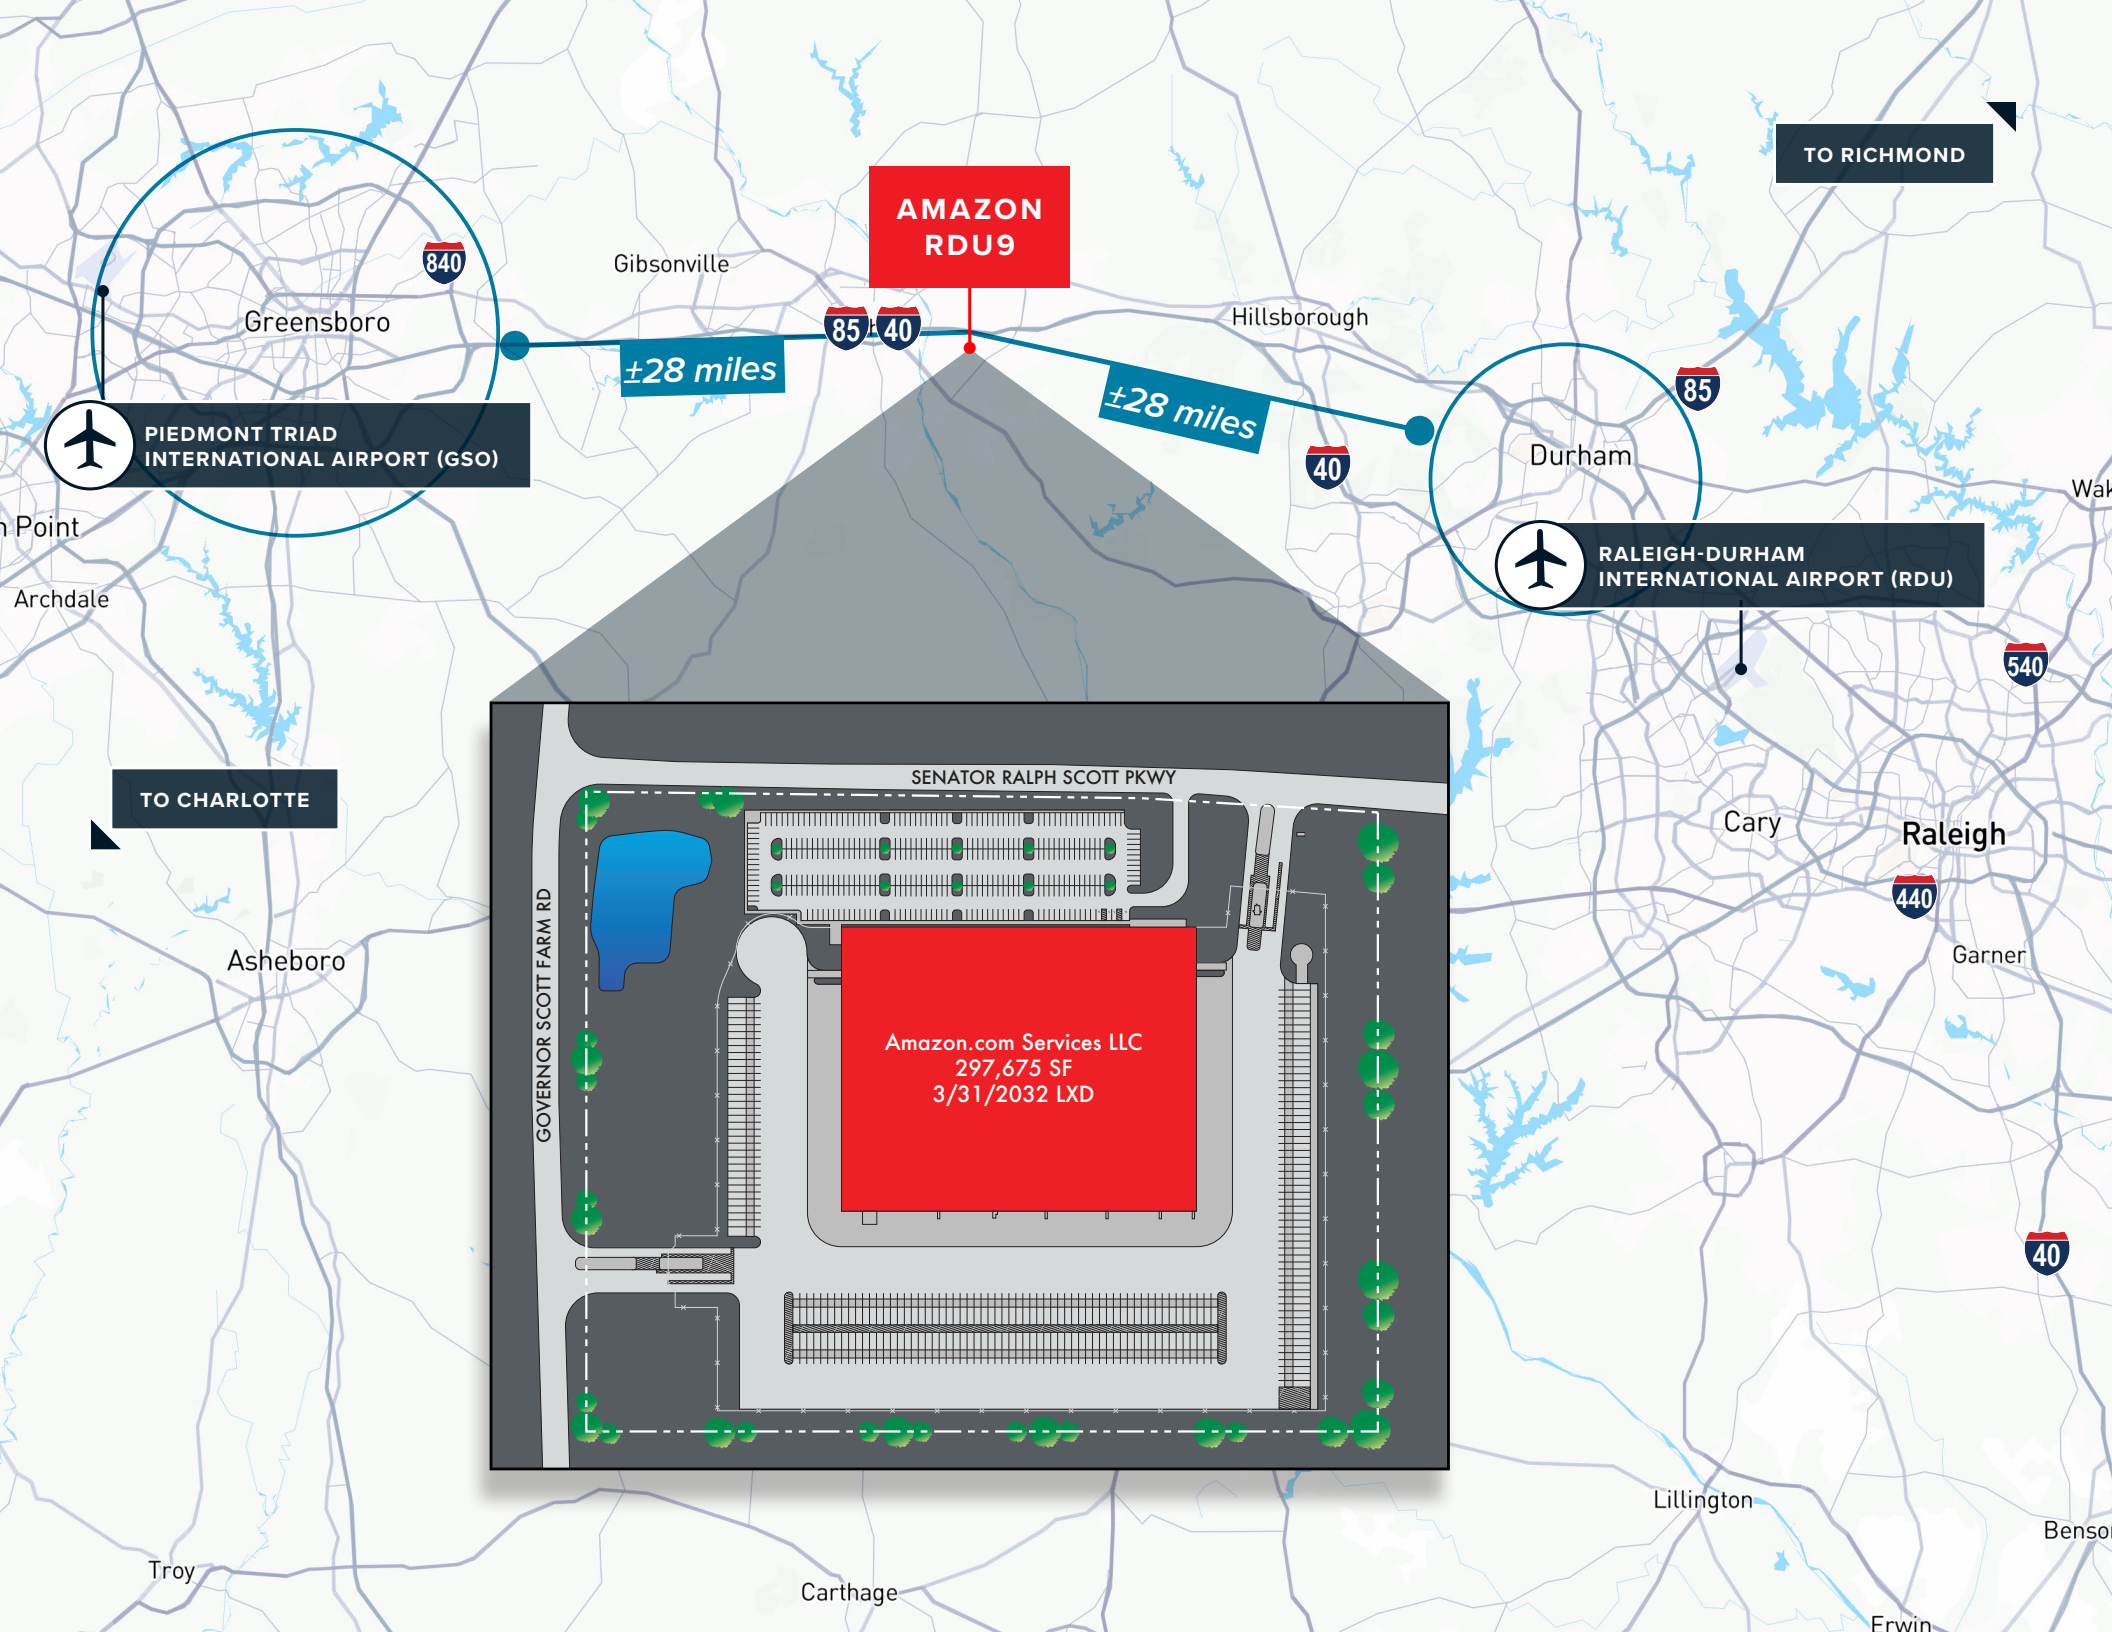 TO RICHMOND
AMAZON
RDU9
Gibsonville
840
Greensboro
Hillsborough
85
40
±28 miles
±28 miles
85
PIEDMONT TRIAD
INTERNATIONAL AIRPORT (GSO)
40
Durham
Wak
n Point
RALEIGH-DURHAM
INTERNATIONAL AIRPORT (RDU)
Archdale
540
SENATOR RALPH SCOTT PKWY
TO CHARLOTTE
Cary
Raleigh
440
GOVERNOR SCOTT FARM RD
Asheboro
Garner
Amazon.com Services LLC
297,675 SF
3/31/2032 LXD
40
Lillington
Benso
Troy
Carthage
Erwin